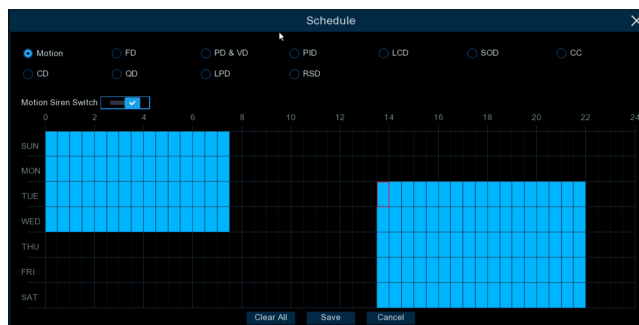 Schedule
Motion FD PD & VD PID LCD SOD CC
CD QD LPD RSD
Motion Siren Switch
0 2 4 6 8 10 12 14 16 18 20 22 24
SUN
MON
TUE
WED
THU
FRI
SAT
Clear All Save Cancel